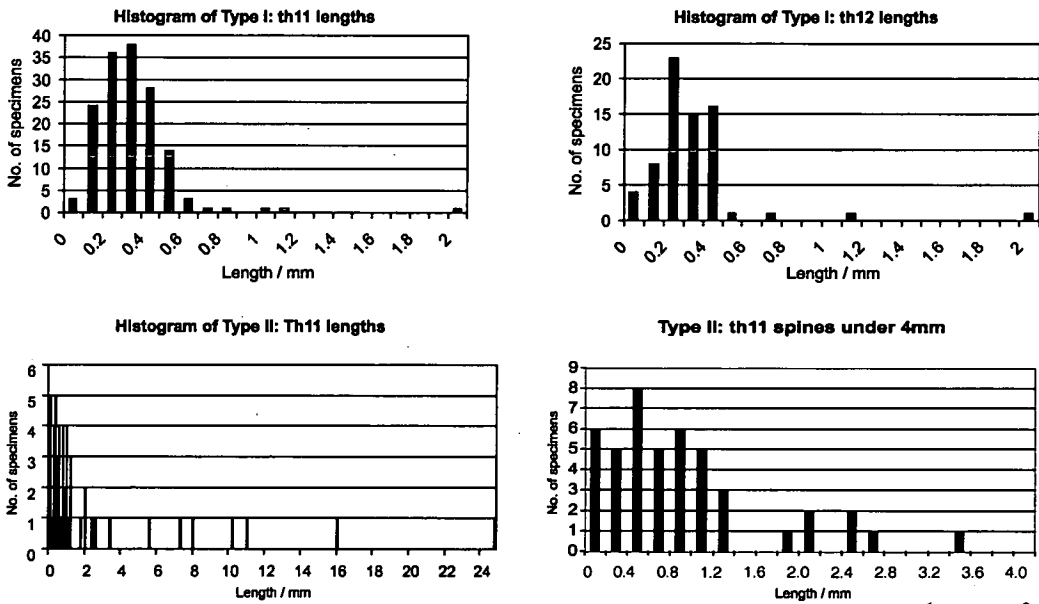 Histogram of Type I: th11 lengths
No. of specimens
40
35
30
25
20
15
10
5
0
0 0.2 0.4 0.6 0.8 1 1.2 1.4 1.6 1.8 2
Length / mm
Histogram of Type I: th12 lengths
No. of specimens
25
20
15
10
5
0
0 0.2 0.4 0.6 0.8 1 1.2 1.4 1.6 1.8 2
Length / mm
Histogram of Type II: Th11 lengths
No. of specimens
6
5
4
3
2
1
0
0 2 4 6 8 10 12 14 16 18 20 22 24
Length / mm
Type II: th11 spines under 4mm
No. of specimens
9
8
7
6
5
4
3
2
1
0
0 0.4 0.8 1.2 1.6 2.0 2.4 2.8 3.2 3.6 4.0
Length / mm